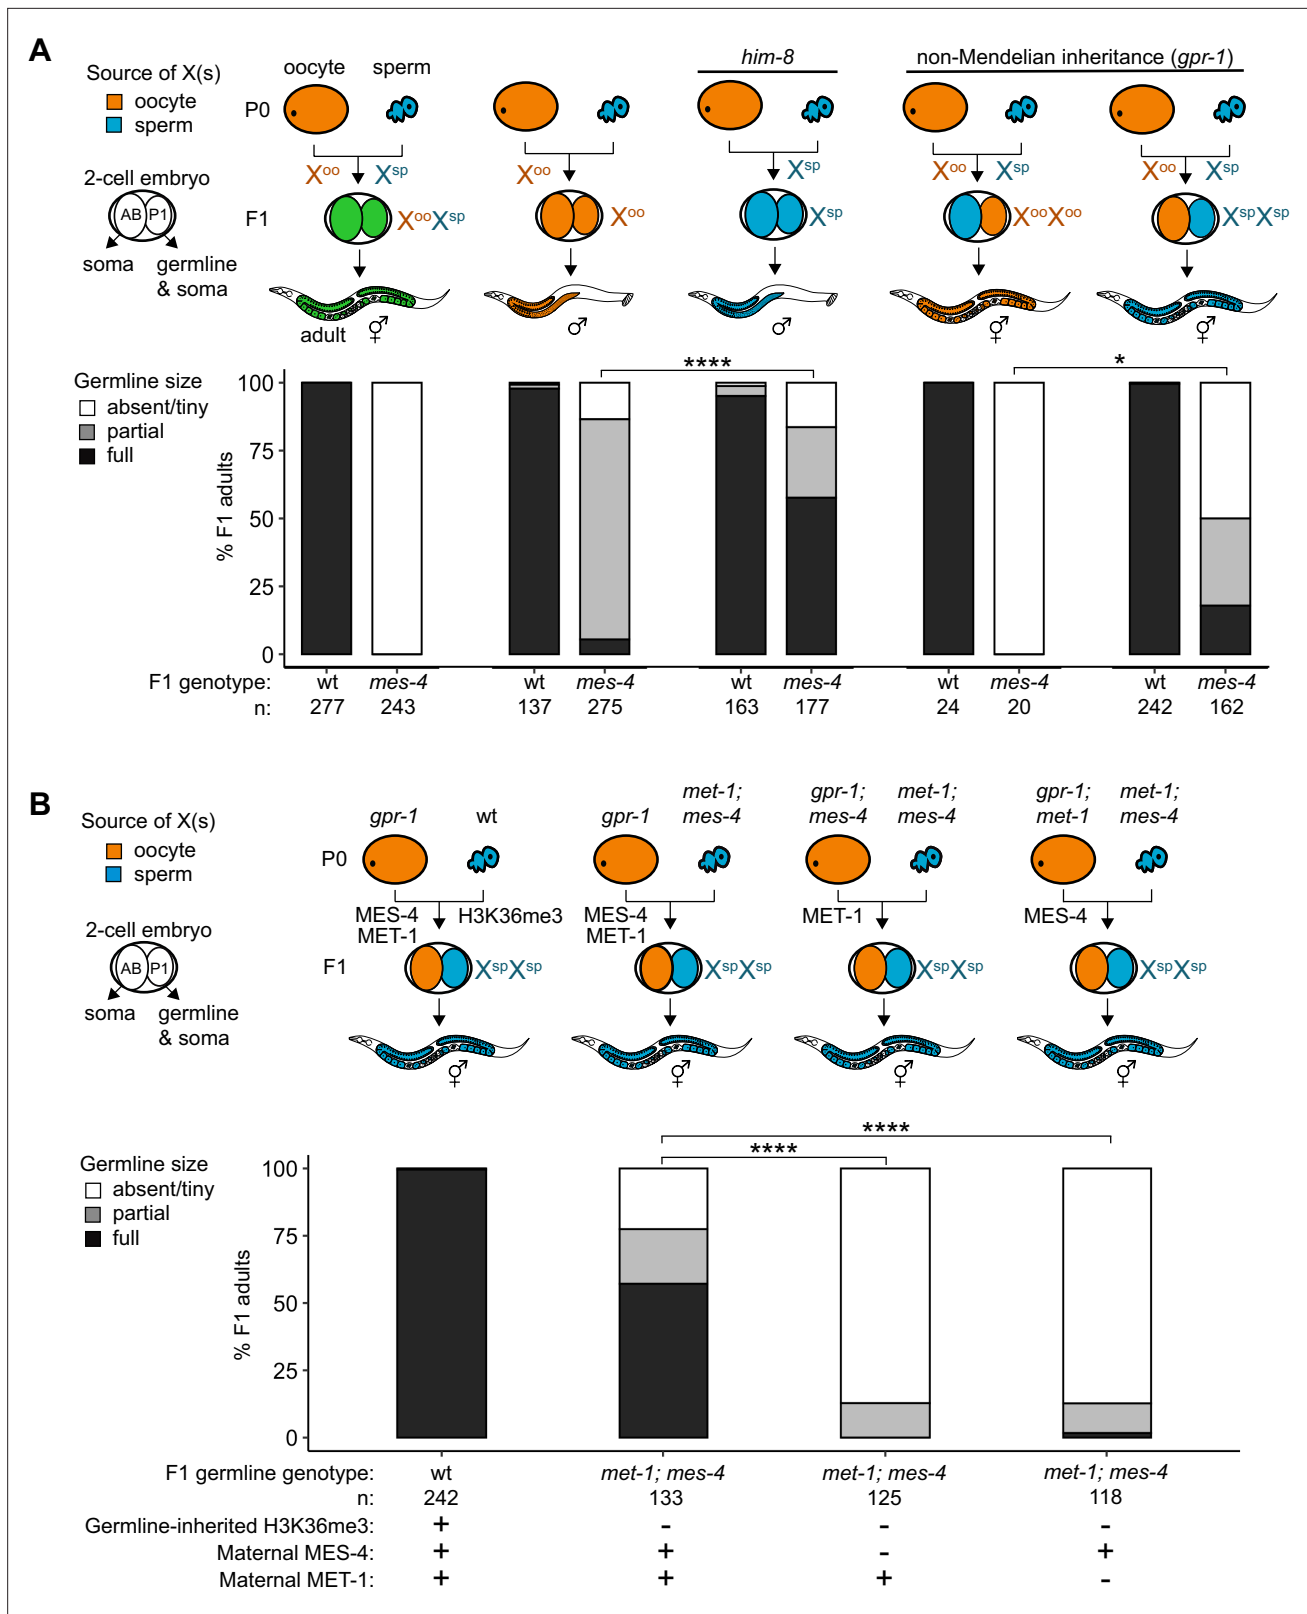 A
Source of X(s)
oocyte
sperm
oocyte sperm
him-8
non-Mendelian inheritance (gpr-1)
P0
Xoo Xsp
Xoo
Xsp
Xoo Xsp
Xoo Xsp
2-cell embryo
AB P1
soma germline
& soma
F1
XooXsp
Xoo
Xsp
XooXoo
XspXsp
adult ⚥
♂
♂
⚥
⚥
Germline size
absent/tiny
partial
full
**** *
% F1 adults
100
75
50
25
0
F1 genotype: wt mes-4 wt mes-4 wt mes-4 wt mes-4 wt mes-4
n: 277 243 137 275 163 177 24 20 242 162
B
Source of X(s)
oocyte
sperm
gpr-1 wt
gpr-1 met-1; mes-4
gpr-1; mes-4 met-1; mes-4
gpr-1; met-1 met-1; mes-4
P0
MES-4 H3K36me3
MET-1
MES-4
MET-1
MET-1
MES-4
2-cell embryo
AB P1
soma germline
& soma
F1
XspXsp
XspXsp
XspXsp
XspXsp
⚥ ⚥ ⚥ ⚥
Germline size
absent/tiny
partial
full
****
****
% F1 adults
100
75
50
25
0
F1 germline genotype: wt met-1; mes-4 met-1; mes-4 met-1; mes-4
n: 242 133 125 118
Germline-inherited H3K36me3: + - - -
Maternal MES-4: + + - +
Maternal MET-1: + + + -